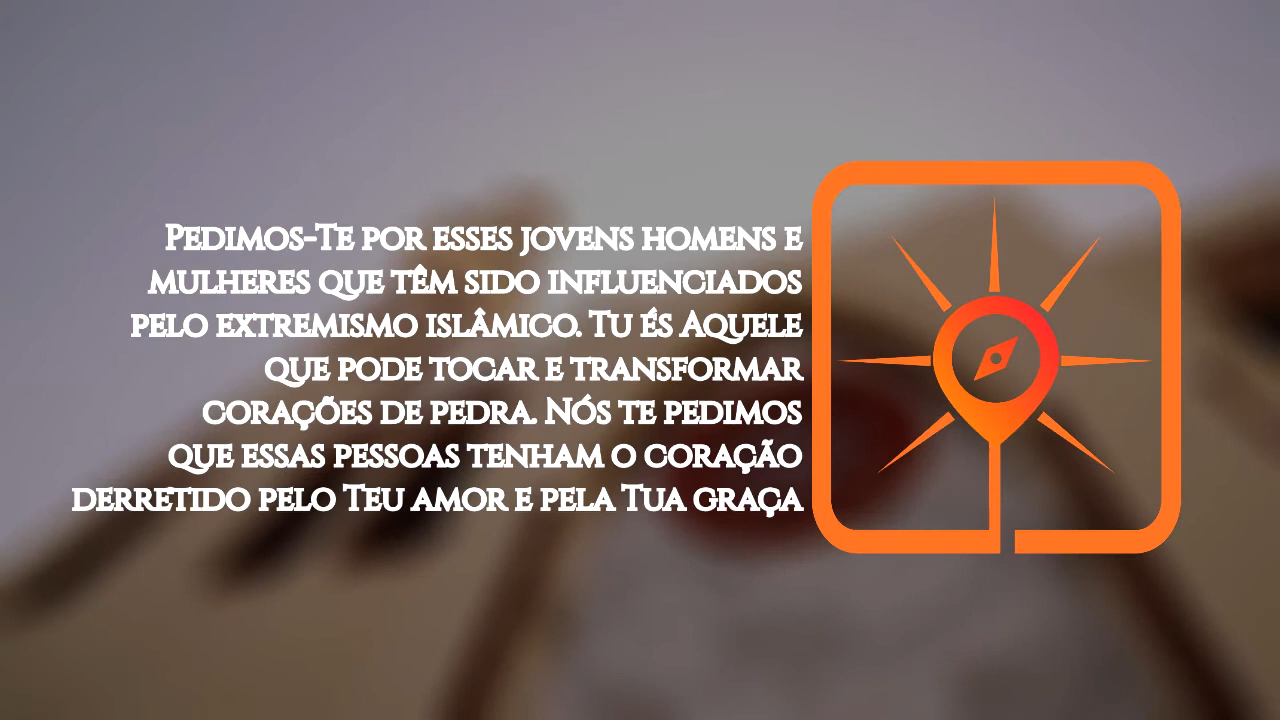 Pedimos-Te por esses jovens homens e
mulheres que têm sido influenciados
pelo extremismo islâmico. Tu és Aquele
que pode tocar e transformar
corações de pedra. Nós te pedimos
que essas pessoas tenham o coração
derretido pelo Teu amor e pela Tua graça